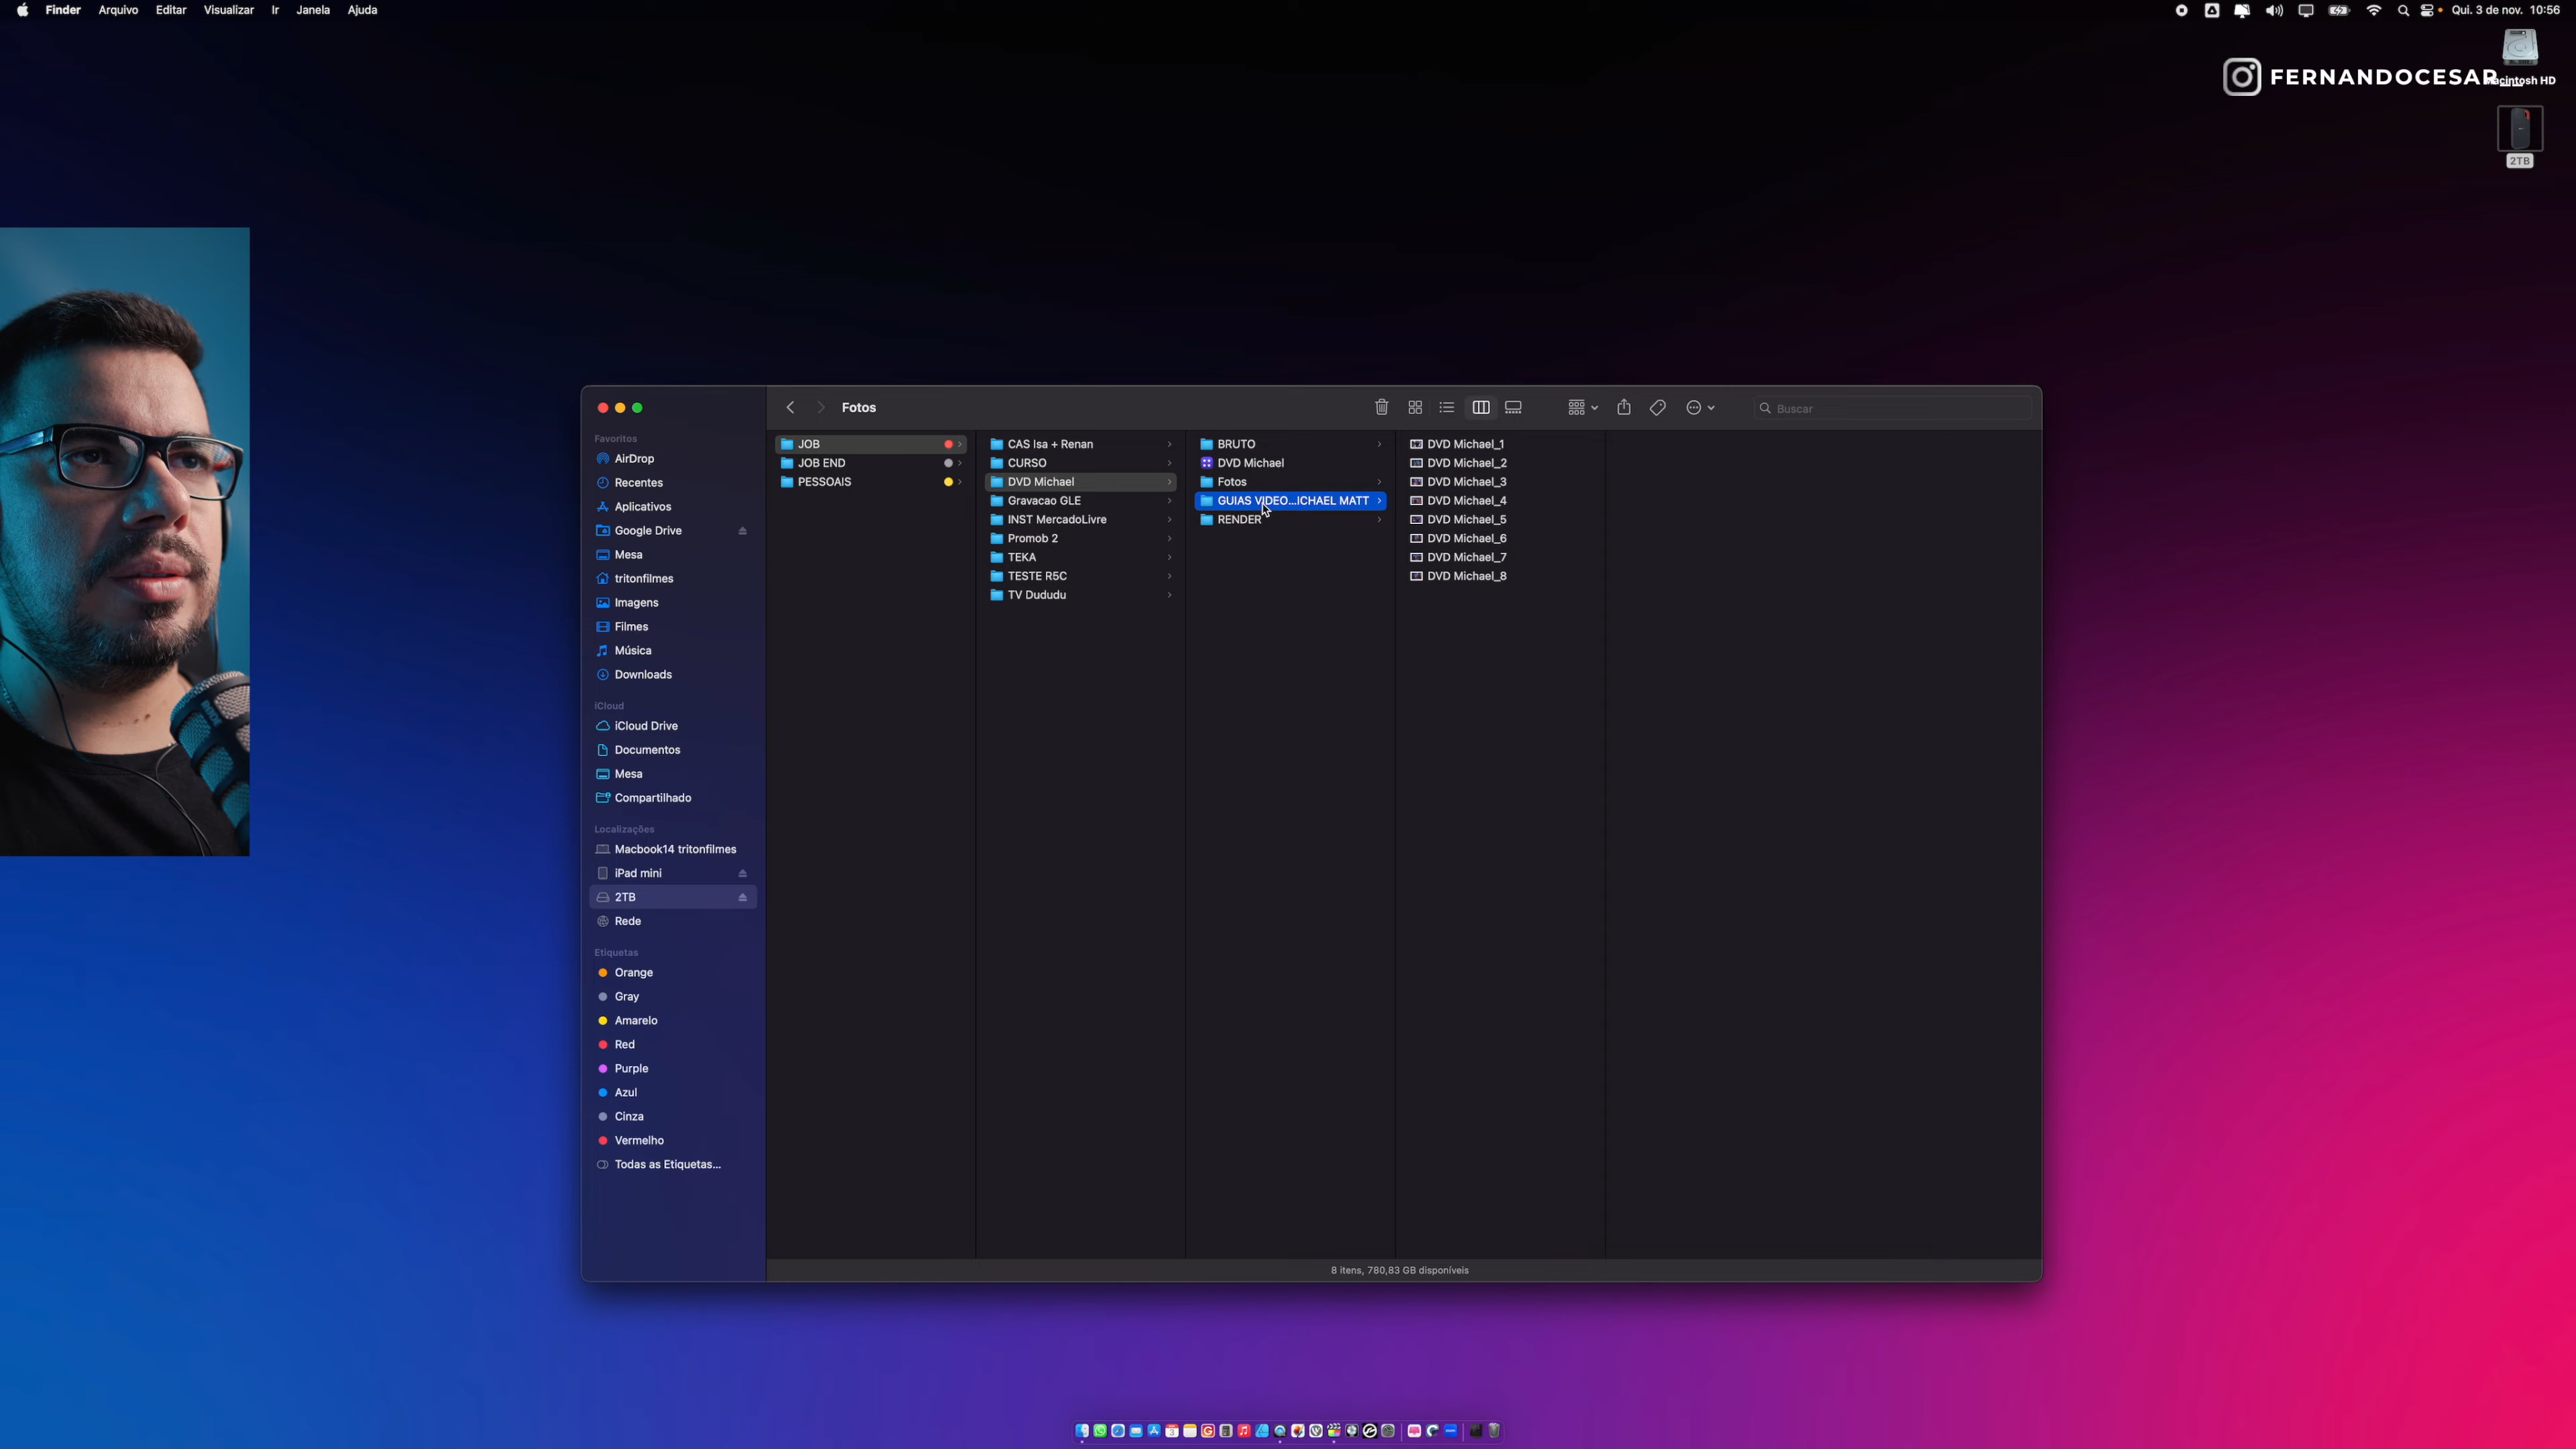 Finder Arquivo Editar Visualizar Ir Janela Ajuda
Qui. 3 de nov. 10:56
FERNANDOCESAR
Macintosh HD
2TB
Fotos
Buscar
Favoritos
AirDrop
Recentes
Aplicativos
Google Drive
Mesa
tritonfilmes
Imagens
Filmes
Música
Downloads
iCloud
iCloud Drive
Documentos
Mesa
Compartilhado
Localizações
Macbook14 tritonfilmes
iPad mini
2TB
Rede
Etiquetas
Orange
Gray
Amarelo
Red
Purple
Azul
Cinza
Vermelho
Todas as Etiquetas...
JOB
JOB END
PESSOAIS
CAS Isa + Renan
CURSO
DVD Michael
Gravacao GLE
INST MercadoLivre
Promob 2
TEKA
TESTE R5C
TV Dududu
BRUTO
DVD Michael
Fotos
GUIAS VIDEO...ICHAEL MATT
RENDER
DVD Michael_1
DVD Michael_2
DVD Michael_3
DVD Michael_4
DVD Michael_5
DVD Michael_6
DVD Michael_7
DVD Michael_8
8 itens, 780,83 GB disponíveis